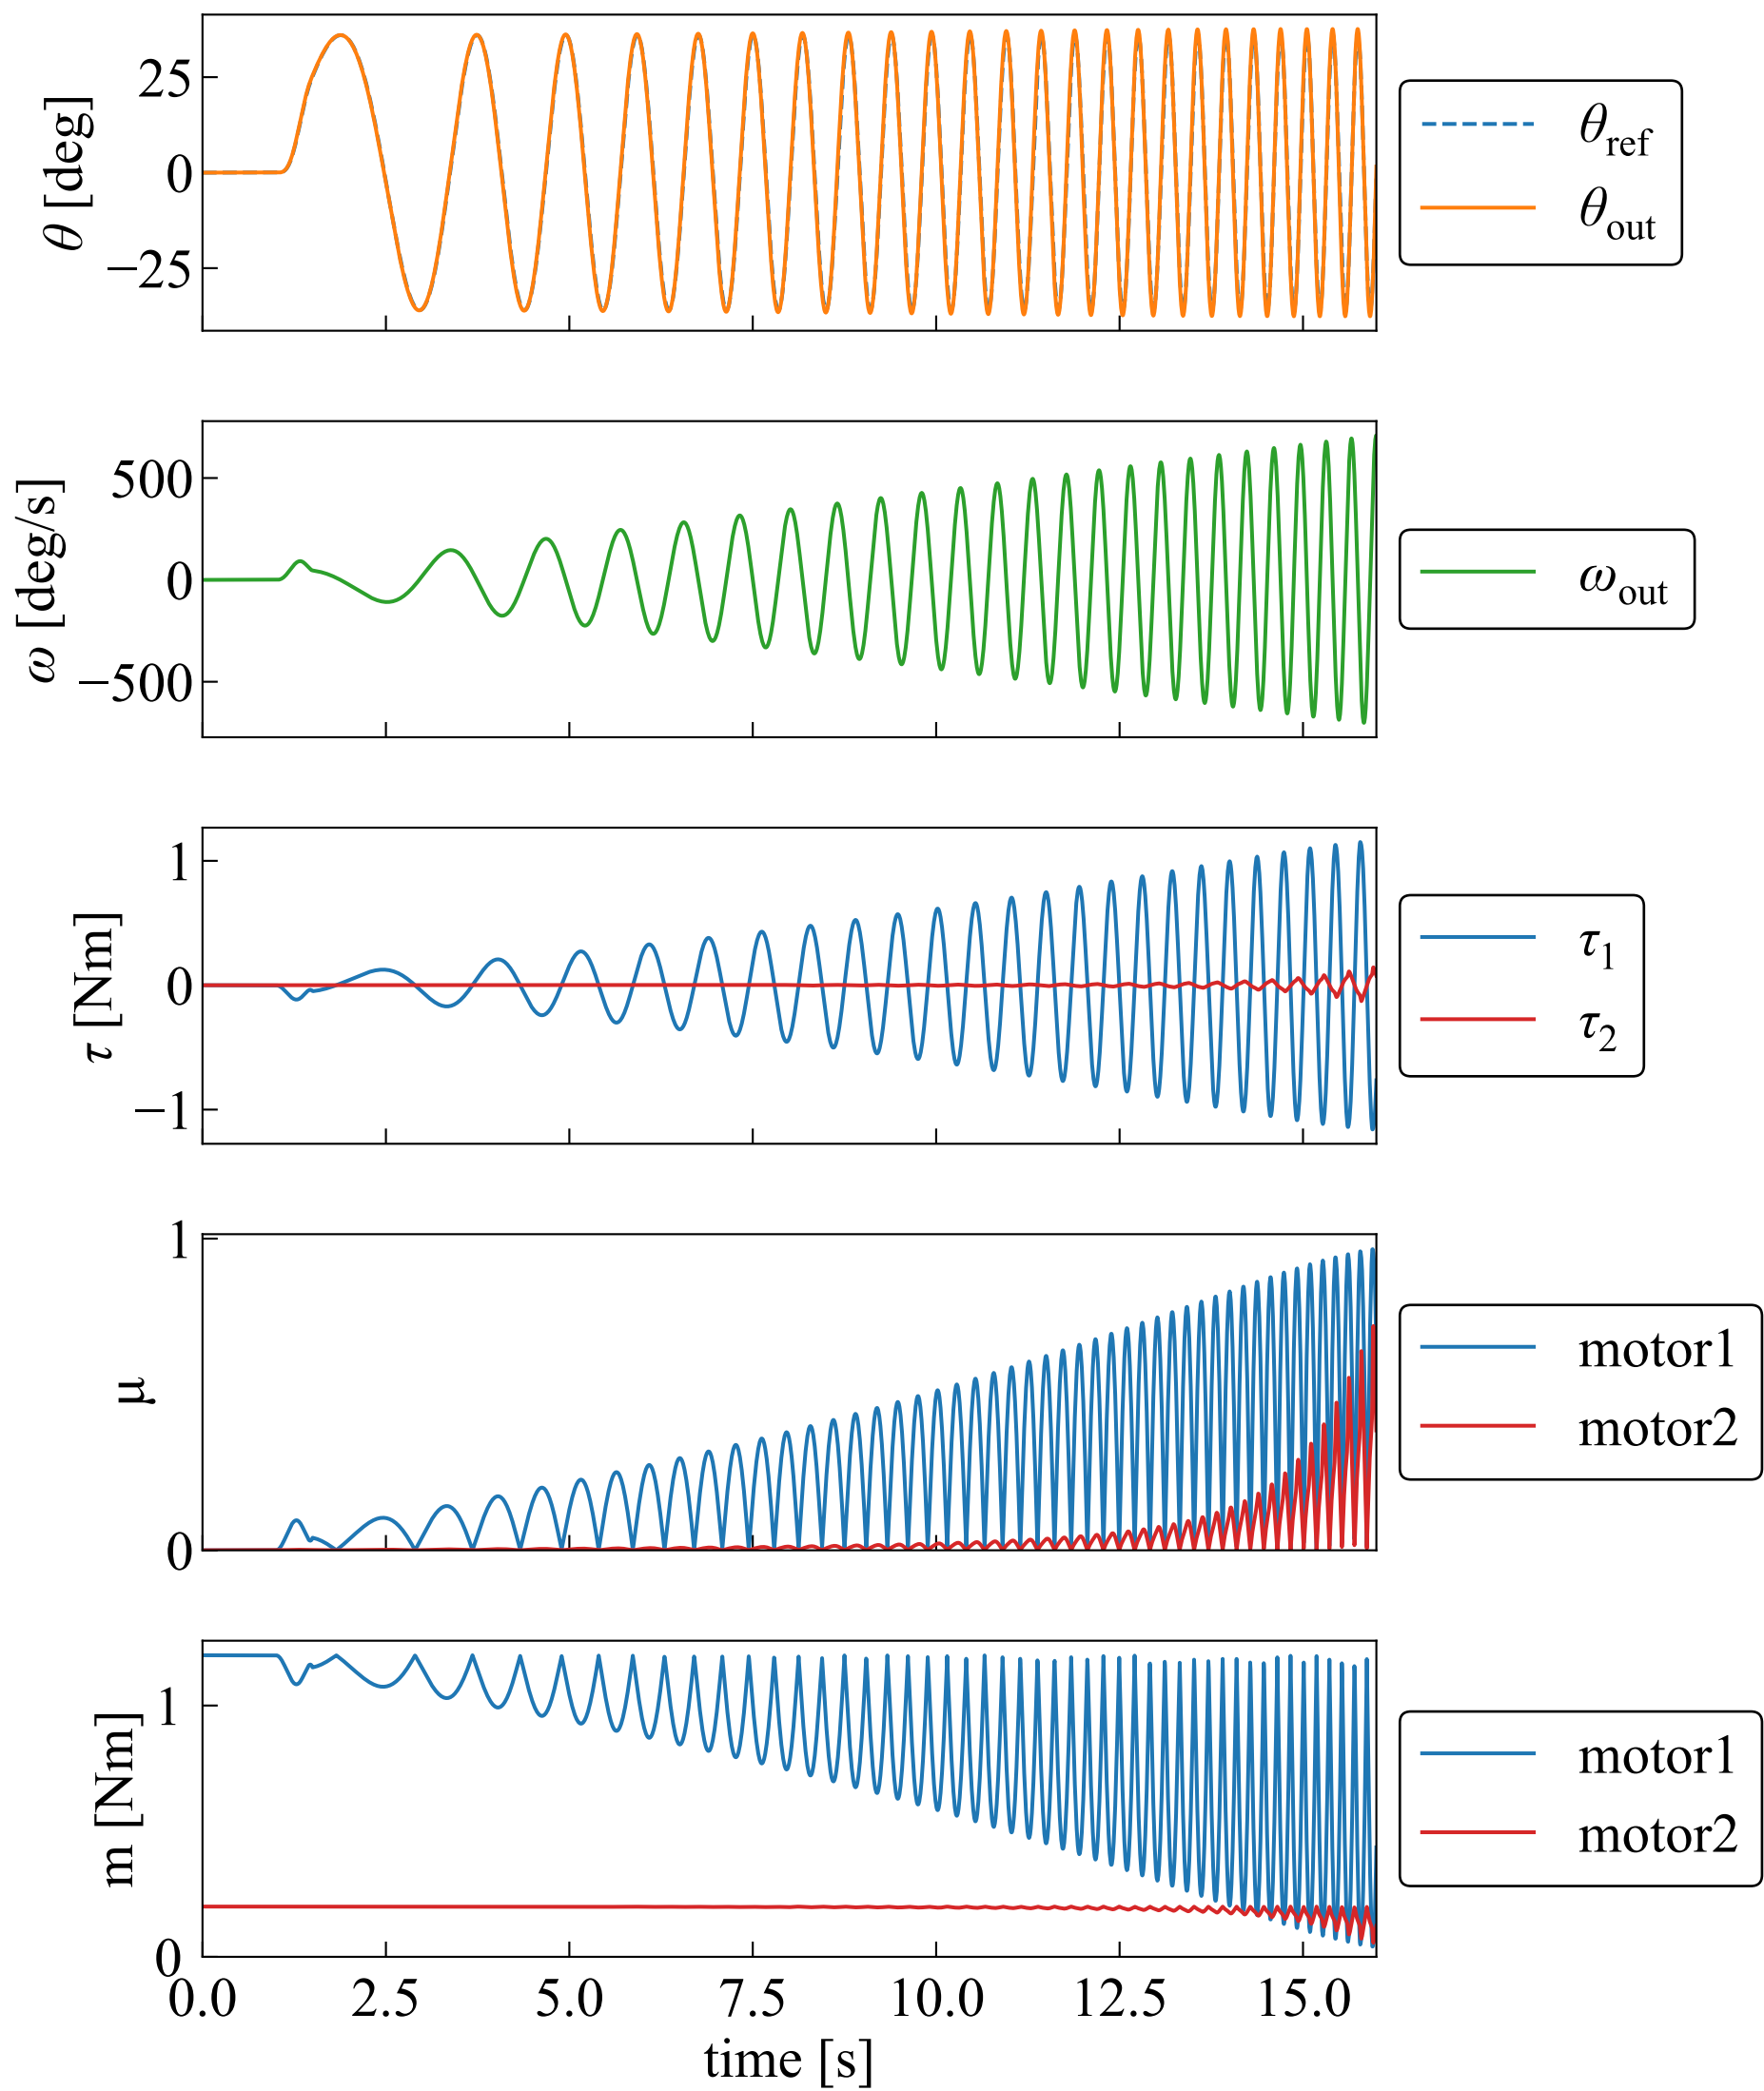 θ [deg]
25
0
−25
θref
θout
ω [deg/s]
500
0
−500
ωout
τ [Nm]
1
0
−1
τ1
τ2
μ
1
0
motor1
motor2
m [Nm]
1
0
motor1
motor2
0.0 2.5 5.0 7.5 10.0 12.5 15.0
time [s]